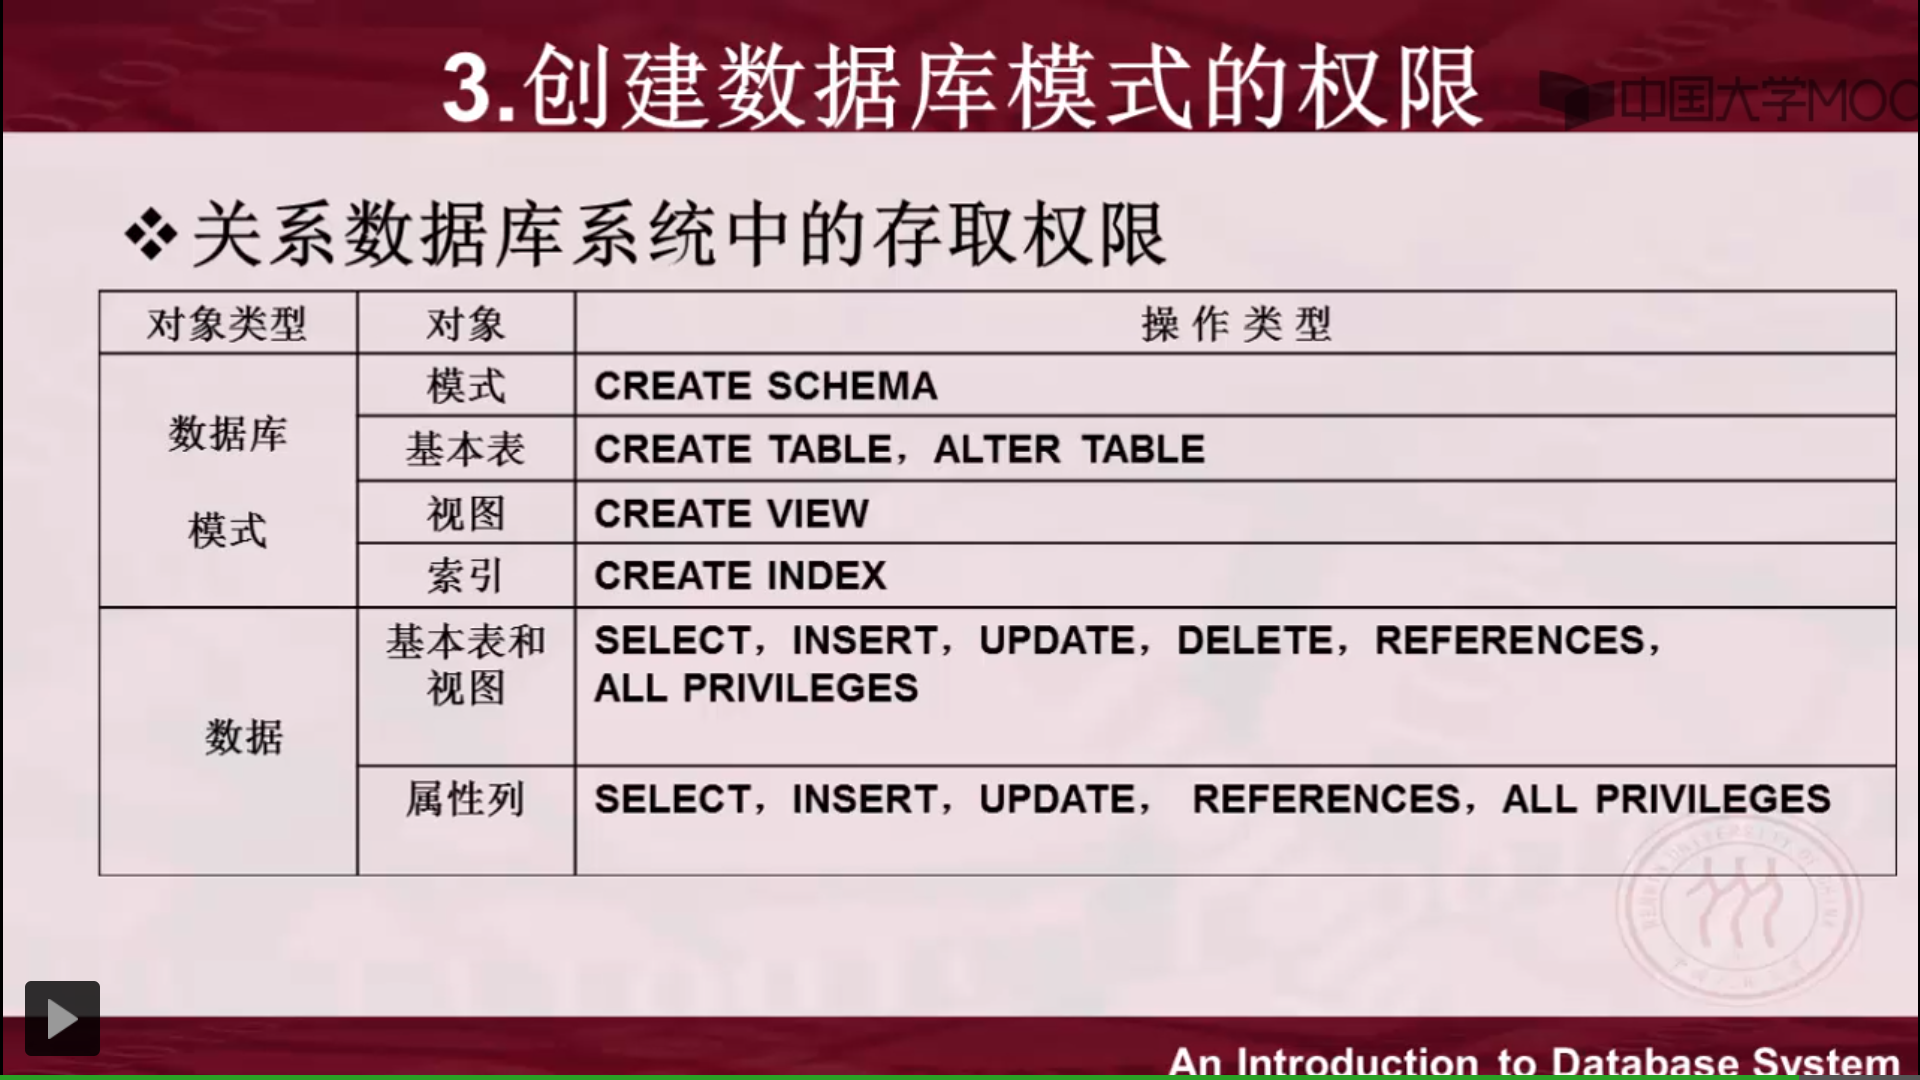 3.创建数据库模式的权限
中国大学MOO
❖关系数据库系统中的存取权限
对象类型 对象 操作类型
数据库
模式
模式 CREATE SCHEMA
基本表 CREATE TABLE，ALTER TABLE
视图 CREATE VIEW
索引 CREATE INDEX
数据
基本表和
视图
SELECT，INSERT，UPDATE，DELETE，REFERENCES，
ALL PRIVILEGES
属性列 SELECT，INSERT，UPDATE， REFERENCES，ALL PRIVILEGES
An Introduction to Database System